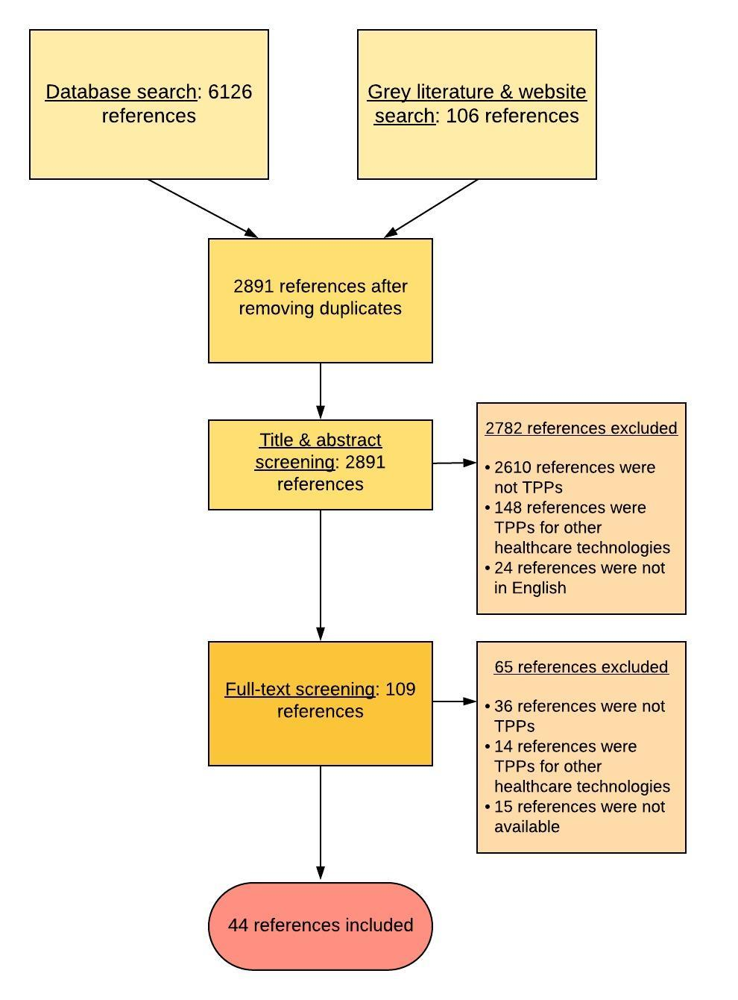 Database search: 6126
references
Grey literature & website
search: 106 references
2891 references after
removing duplicates
Title & abstract
screening: 2891
references
2782 references excluded
• 2610 references were
not TPPs
• 148 references were
TPPs for other
healthcare technologies
• 24 references were not
in English
Full-text screening: 109
references
65 references excluded
• 36 references were not
TPPs
• 14 references were
TPPs for other
healthcare technologies
• 15 references were not
available
44 references included